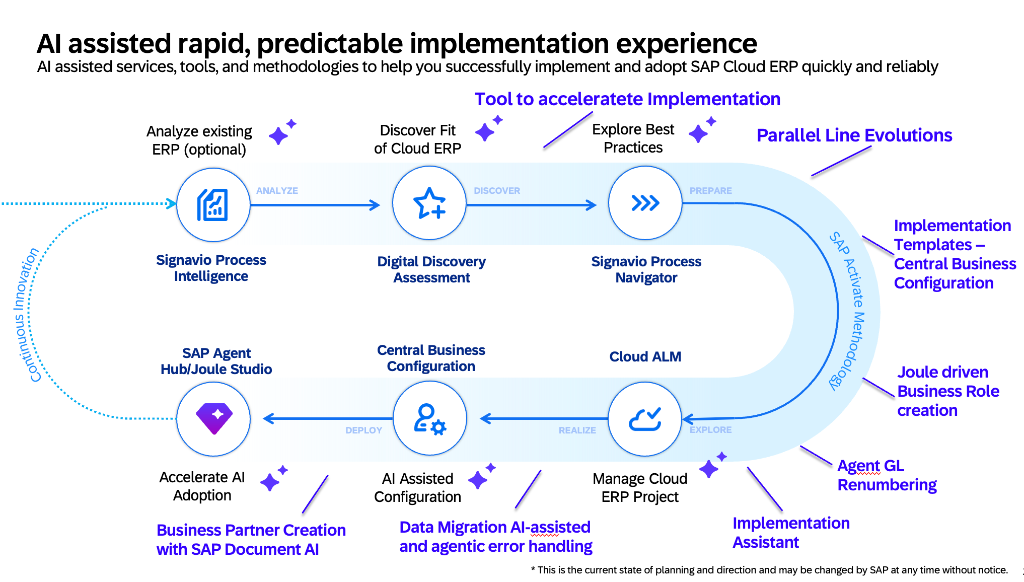 AI assisted rapid, predictable implementation experience
AI assisted services, tools, and methodologies to help you successfully implement and adopt SAP Cloud ERP quickly and reliably
Tool to acceleratete Implementation
Parallel Line Evolutions
Analyze existing
ERP (optional)
Discover Fit
of Cloud ERP
Explore Best
Practices
ANALYZE
DISCOVER
PREPARE
Signavio Process
Intelligence
Digital Discovery
Assessment
Signavio Process
Navigator
Implementation
Templates –
Central Business
Configuration
SAP Activate Methodology
Continuous Innovation
SAP Agent
Hub/Joule Studio
Central Business
Configuration
Cloud ALM
Joule driven
Business Role
creation
DEPLOY
REALIZE
EXPLORE
Accelerate AI
Adoption
AI Assisted
Configuration
Manage Cloud
ERP Project
Agent GL
Renumbering
Business Partner Creation
with SAP Document AI
Data Migration AI-assisted
and agentic error handling
Implementation
Assistant
* This is the current state of planning and direction and may be changed by SAP at any time without notice.